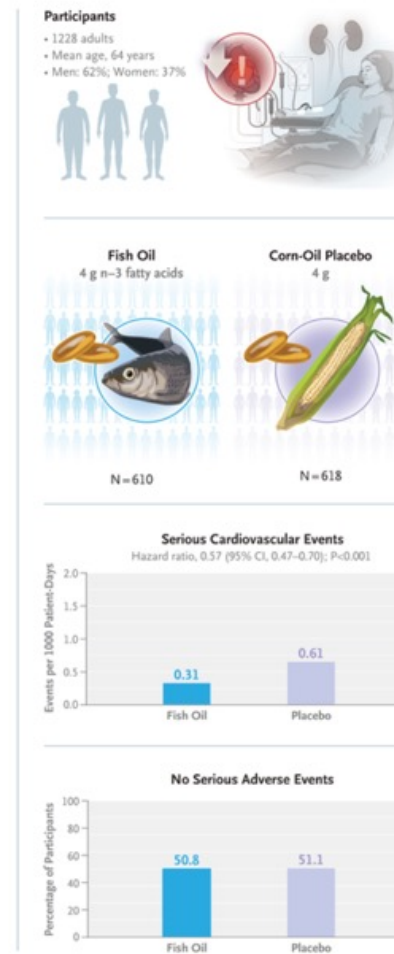 Participants
• 1228 adults
• Mean age, 64 years
• Men: 62%; Women: 37%
!
Fish Oil
4 g n–3 fatty acids
Corn-Oil Placebo
4 g
N=610
N=618
Serious Cardiovascular Events
Hazard ratio, 0.57 (95% CI, 0.47–0.70); P<0.001
Events per 1000 Patient-Days
2.0
1.5
1.0
0.5
0.0
0.31
0.61
Fish Oil
Placebo
No Serious Adverse Events
Percentage of Participants
100
80
60
40
20
0
50.8
51.1
Fish Oil
Placebo